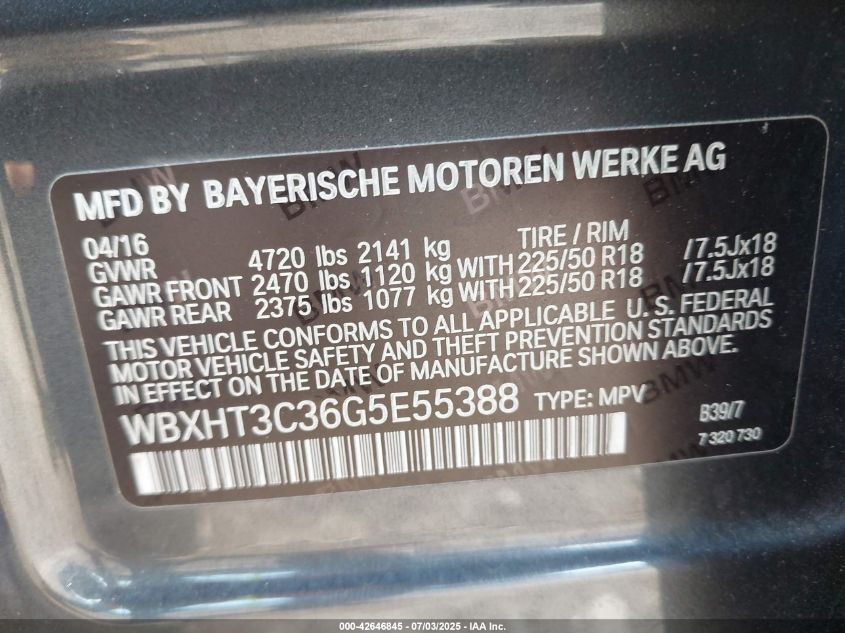 MFD BY BAYERISCHE MOTOREN WERKE AG
04/16 TIRE / RIM
GVWR 4720 lbs 2141 kg
GAWR FRONT 2470 lbs 1120 kg WITH 225/50 R18 /7.5Jx18
GAWR REAR 2375 lbs 1077 kg WITH 225/50 R18 /7.5Jx18
THIS VEHICLE CONFORMS TO ALL APPLICABLE U. S. FEDERAL
MOTOR VEHICLE SAFETY AND THEFT PREVENTION STANDARDS
IN EFFECT ON THE DATE OF MANUFACTURE SHOWN ABOVE.
WBXHT3C36G5E55388 TYPE: MPV B39/7
7 320 730
000-42646845 - 07/03/2025 - IAA Inc.